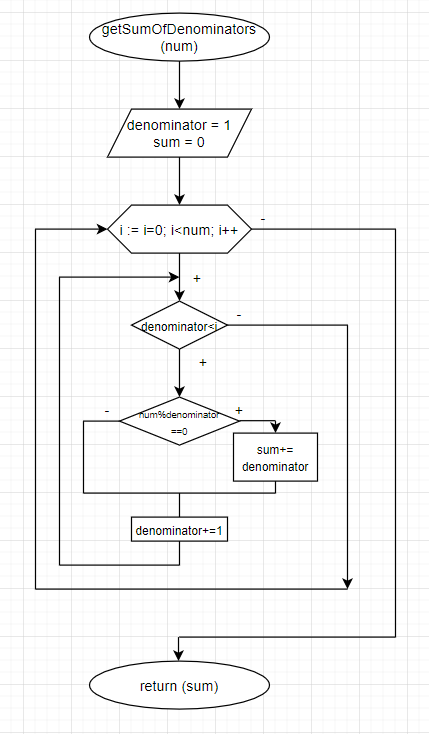 getSumOfDenominators
(num)
denominator = 1
sum = 0
i := i=0; i<num; i++
-
+
denominator<i
-
+
num%denominator
==0
-
+
sum+=
denominator
denominator+=1
return (sum)